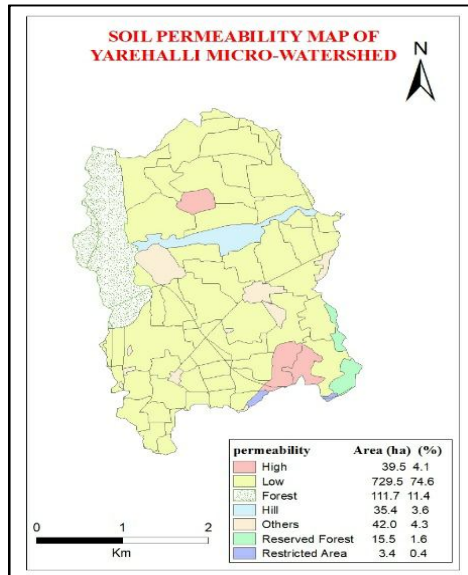 SOIL PERMEABILITY MAP OF
YAREHALLI MICRO-WATERSHED
N
permeability Area (ha) (%)
High 39.5 4.1
Low 729.5 74.6
Forest 111.7 11.4
Hill 35.4 3.6
Others 42.0 4.3
Reserved Forest 15.5 1.6
Restricted Area 3.4 0.4
0 1 2
Km